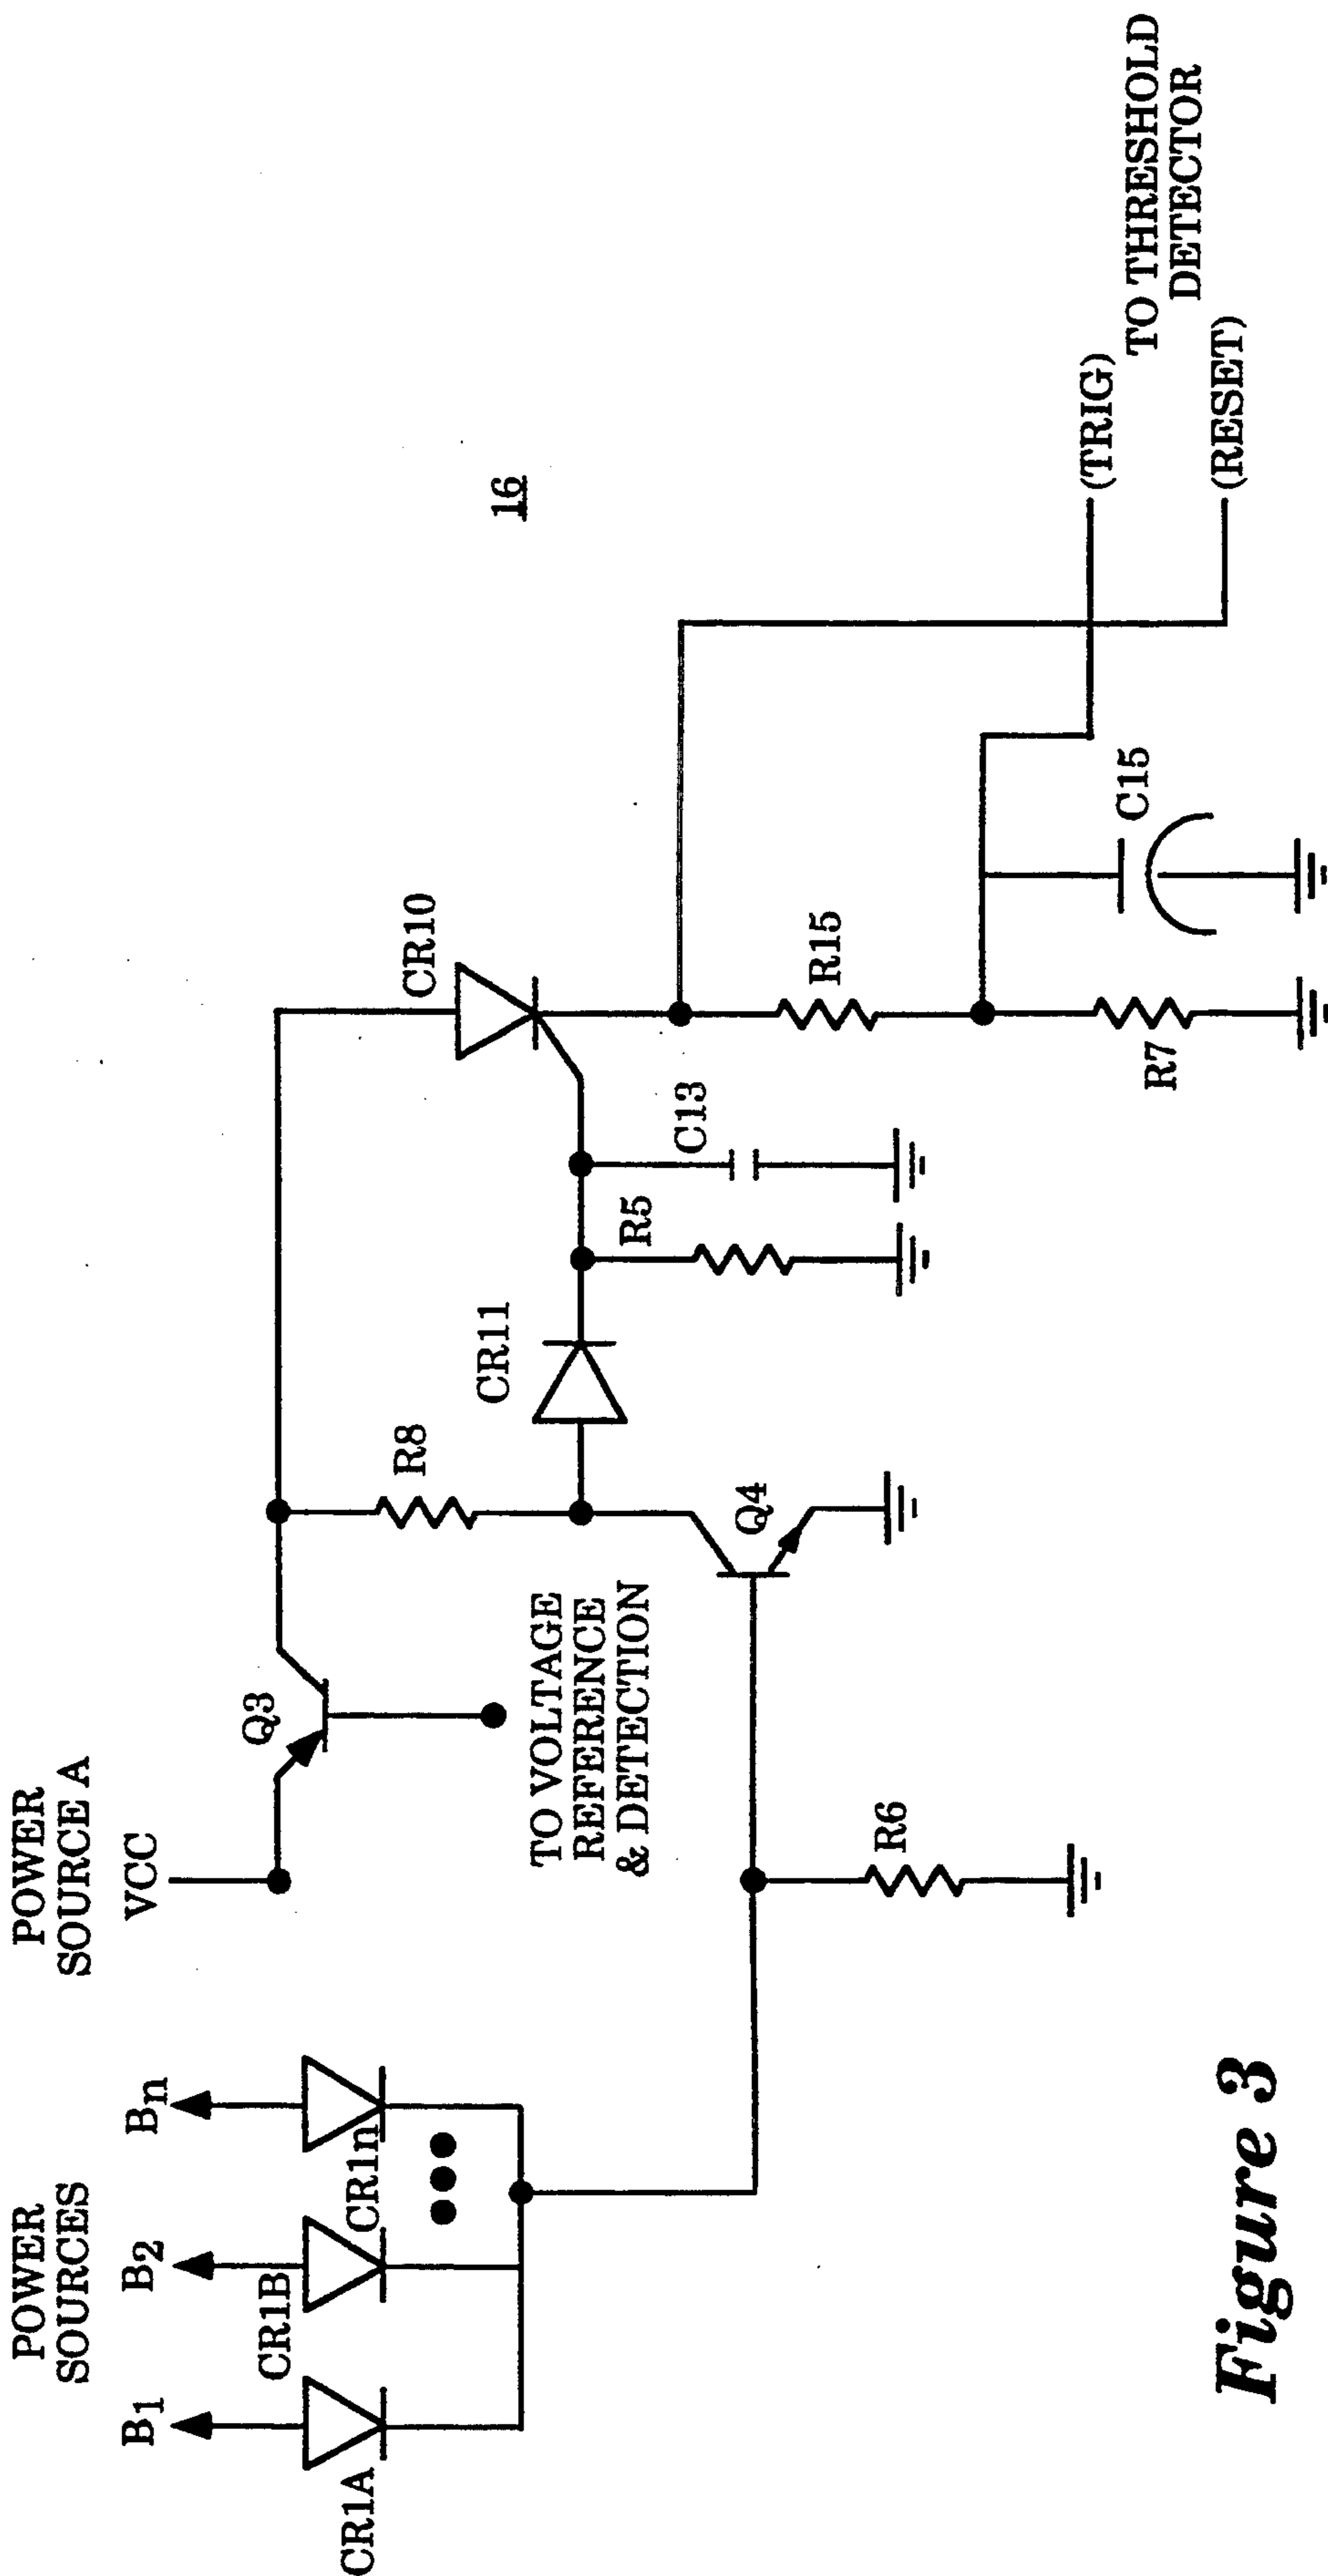 POWER
SOURCES
B1
B2
Bn
CR1A
CR1B
CR1n
POWER
SOURCE A
VCC
Q3
TO VOLTAGE
REFERENCE
& DETECTION
R6
R8
Q4
CR11
R5
C13
CR10
R15
R7
C15
16
(TRIG)
TO THRESHOLD
DETECTOR
(RESET)
Figure 3